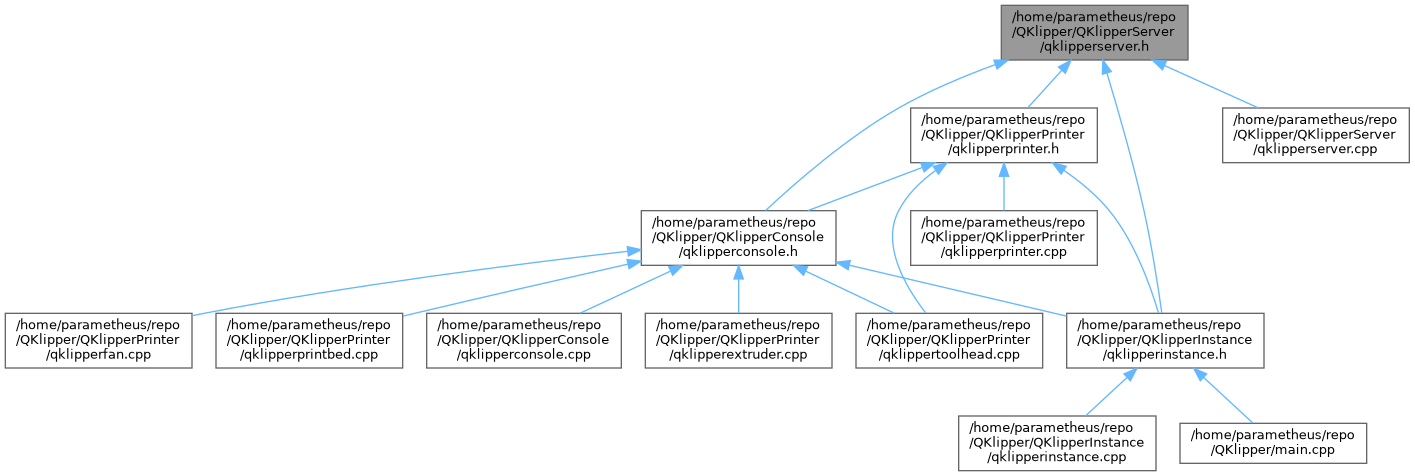 /home/parametheus/repo
/QKlipper/QKlipperServer
/qklipperserver.h
/home/parametheus/repo
/QKlipper/QKlipperPrinter
/qklipperprinter.h
/home/parametheus/repo
/QKlipper/QKlipperServer
/qklipperserver.cpp
/home/parametheus/repo
/QKlipper/QKlipperConsole
/qklipperconsole.h
/home/parametheus/repo
/QKlipper/QKlipperPrinter
/qklipperprinter.cpp
/home/parametheus/repo
/QKlipper/QKlipperPrinter
/qklipperfan.cpp
/home/parametheus/repo
/QKlipper/QKlipperPrinter
/qklipperprintbed.cpp
/home/parametheus/repo
/QKlipper/QKlipperConsole
/qklipperconsole.cpp
/home/parametheus/repo
/QKlipper/QKlipperPrinter
/qklipperextruder.cpp
/home/parametheus/repo
/QKlipper/QKlipperPrinter
/qklippertoolhead.cpp
/home/parametheus/repo
/QKlipper/QKlipperInstance
/qklipperinstance.h
/home/parametheus/repo
/QKlipper/QKlipperInstance
/qklipperinstance.cpp
/home/parametheus/repo
/QKlipper/main.cpp